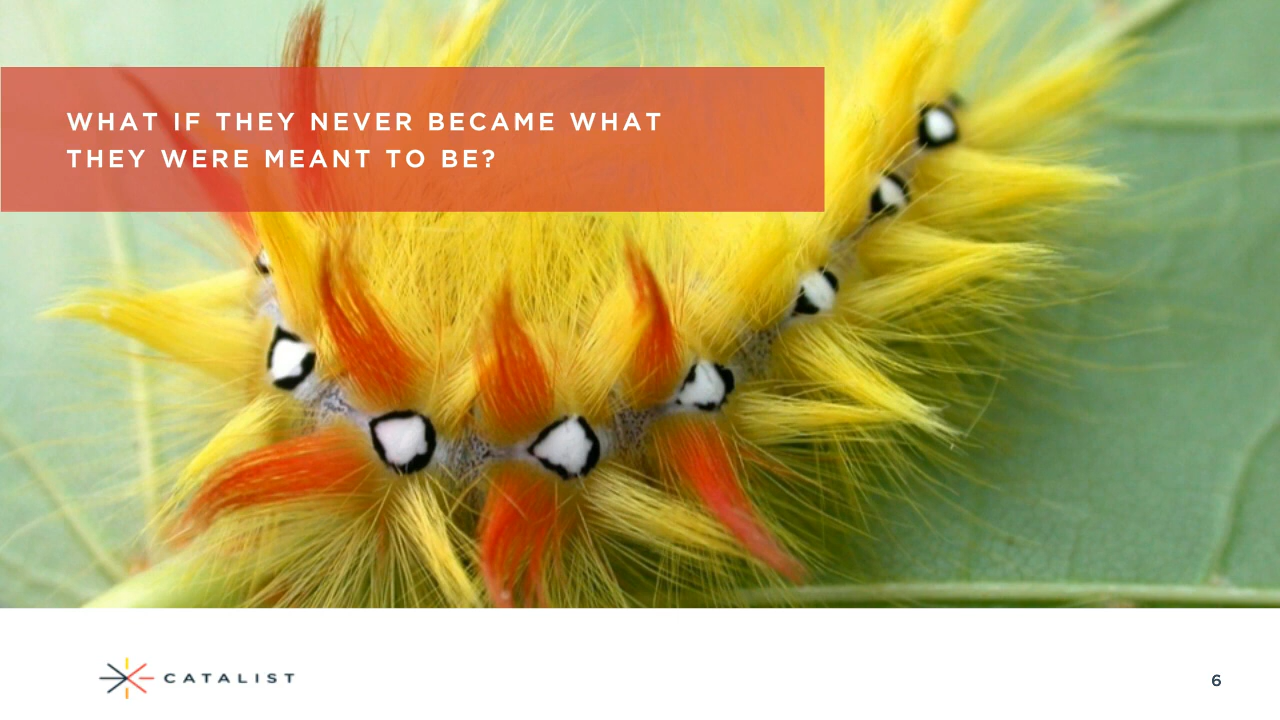 WHAT IF THEY NEVER BECAME WHAT
THEY WERE MEANT TO BE?
CATALIST
6